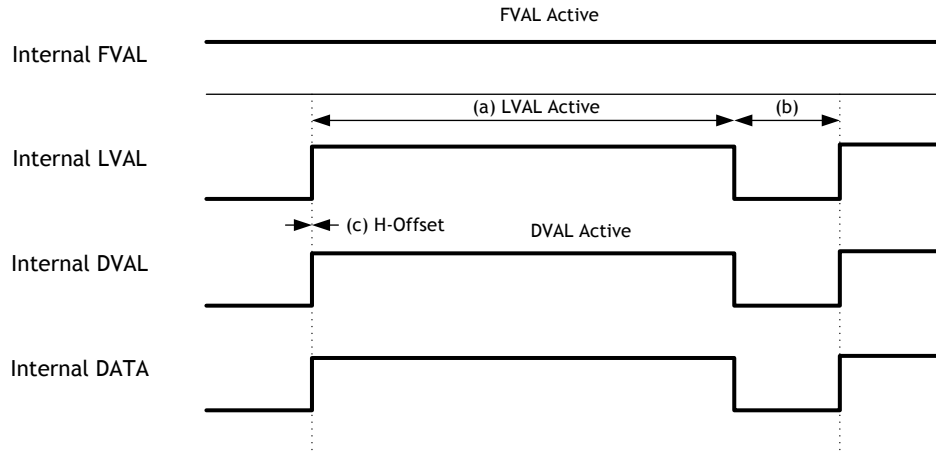 FVAL Active
Internal FVAL
(a) LVAL Active
(b)
Internal LVAL
(c) H-Offset
DVAL Active
Internal DVAL
Internal DATA